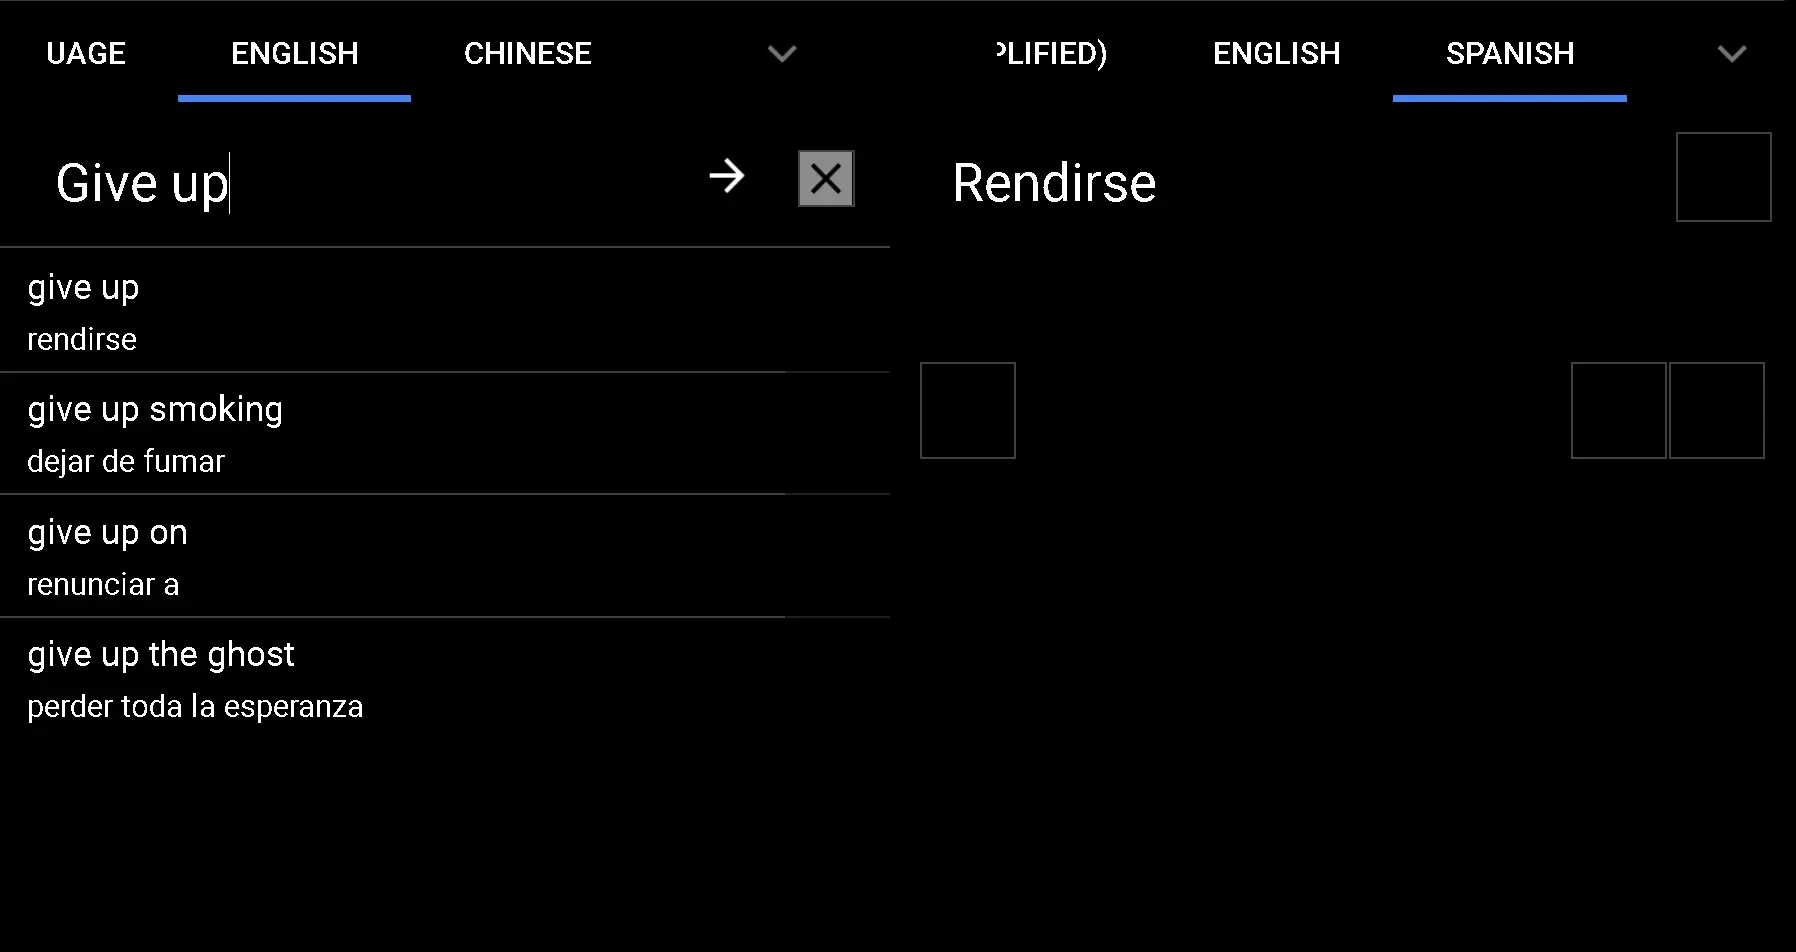 UAGE ENGLISH CHINESE PLIFIED) ENGLISH SPANISH
Give up
Rendirse
give up
rendirse
give up smoking
dejar de fumar
give up on
renunciar a
give up the ghost
perder toda la esperanza